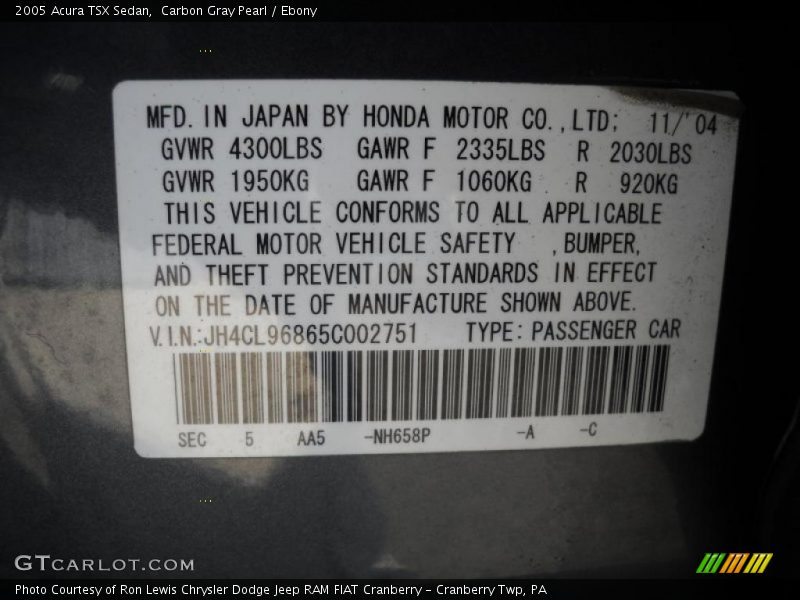 2005 Acura TSX Sedan, Carbon Gray Pearl / Ebony
MFD. IN JAPAN BY HONDA MOTOR CO., LTD; 11/'04
GVWR 4300LBS GAWR F 2335LBS R 2030LBS
GVWR 1950KG GAWR F 1060KG R 920KG
THIS VEHICLE CONFORMS TO ALL APPLICABLE
FEDERAL MOTOR VEHICLE SAFETY , BUMPER,
AND THEFT PREVENTION STANDARDS IN EFFECT
ON THE DATE OF MANUFACTURE SHOWN ABOVE.
V.I.N.:JH4CL96865C002751 TYPE: PASSENGER CAR
SEC 5 AA5 -NH658P -A -C
GTCARLOT.COM
Photo Courtesy of Ron Lewis Chrysler Dodge Jeep RAM FIAT Cranberry - Cranberry Twp, PA